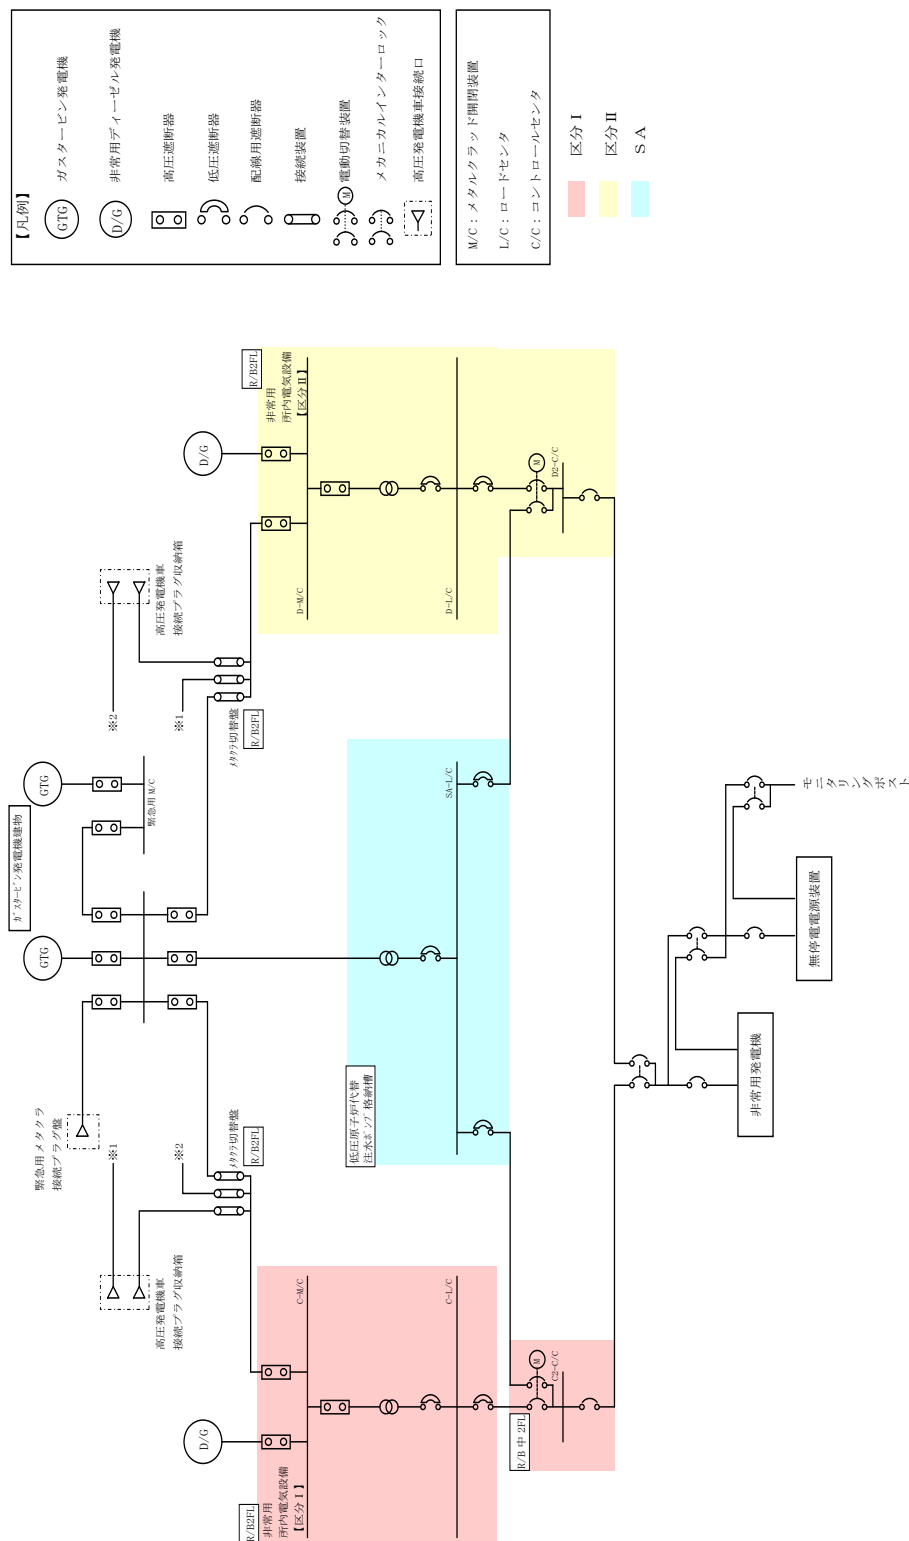 【凡例】
GTG
ガスタービン発電機
D/G
非常用ディーゼル発電機
高圧遮断器
低圧遮断器
配線用遮断器
接続装置
M
電動切替装置
メカニカルインターロック
高圧発電機車接続口
M/C：メタルクラッド開閉装置
L/C：ロードセンタ
C/C：コントロールセンタ
区分Ⅰ
区分Ⅱ
ＳＡ
ｶﾞｽﾀｰﾋﾞﾝ発電機建物
GTG
GTG
緊急用 M/C
緊急用メタクラ
接続プラグ盤
※1
※2
高圧発電機車
接続プラグ収納箱
ﾒﾀｸﾗ切替盤
R/B2FL
※2
※1
高圧発電機車
接続プラグ収納箱
ﾒﾀｸﾗ切替盤
R/B2FL
D/G
R/B2FL
非常用
所内電気設備
【区分Ⅰ】
C-M/C
C-L/C
R/B 中 2FL
M
C2-C/C
低圧原子炉代替
注水ﾎﾟﾝﾌﾟ格納槽
SA-L/C
D/G
R/B2FL
非常用
所内電気設備
【区分Ⅱ】
D-M/C
D-L/C
M
D2-C/C
非常用発電機
無停電電源装置
モニタリングポスト